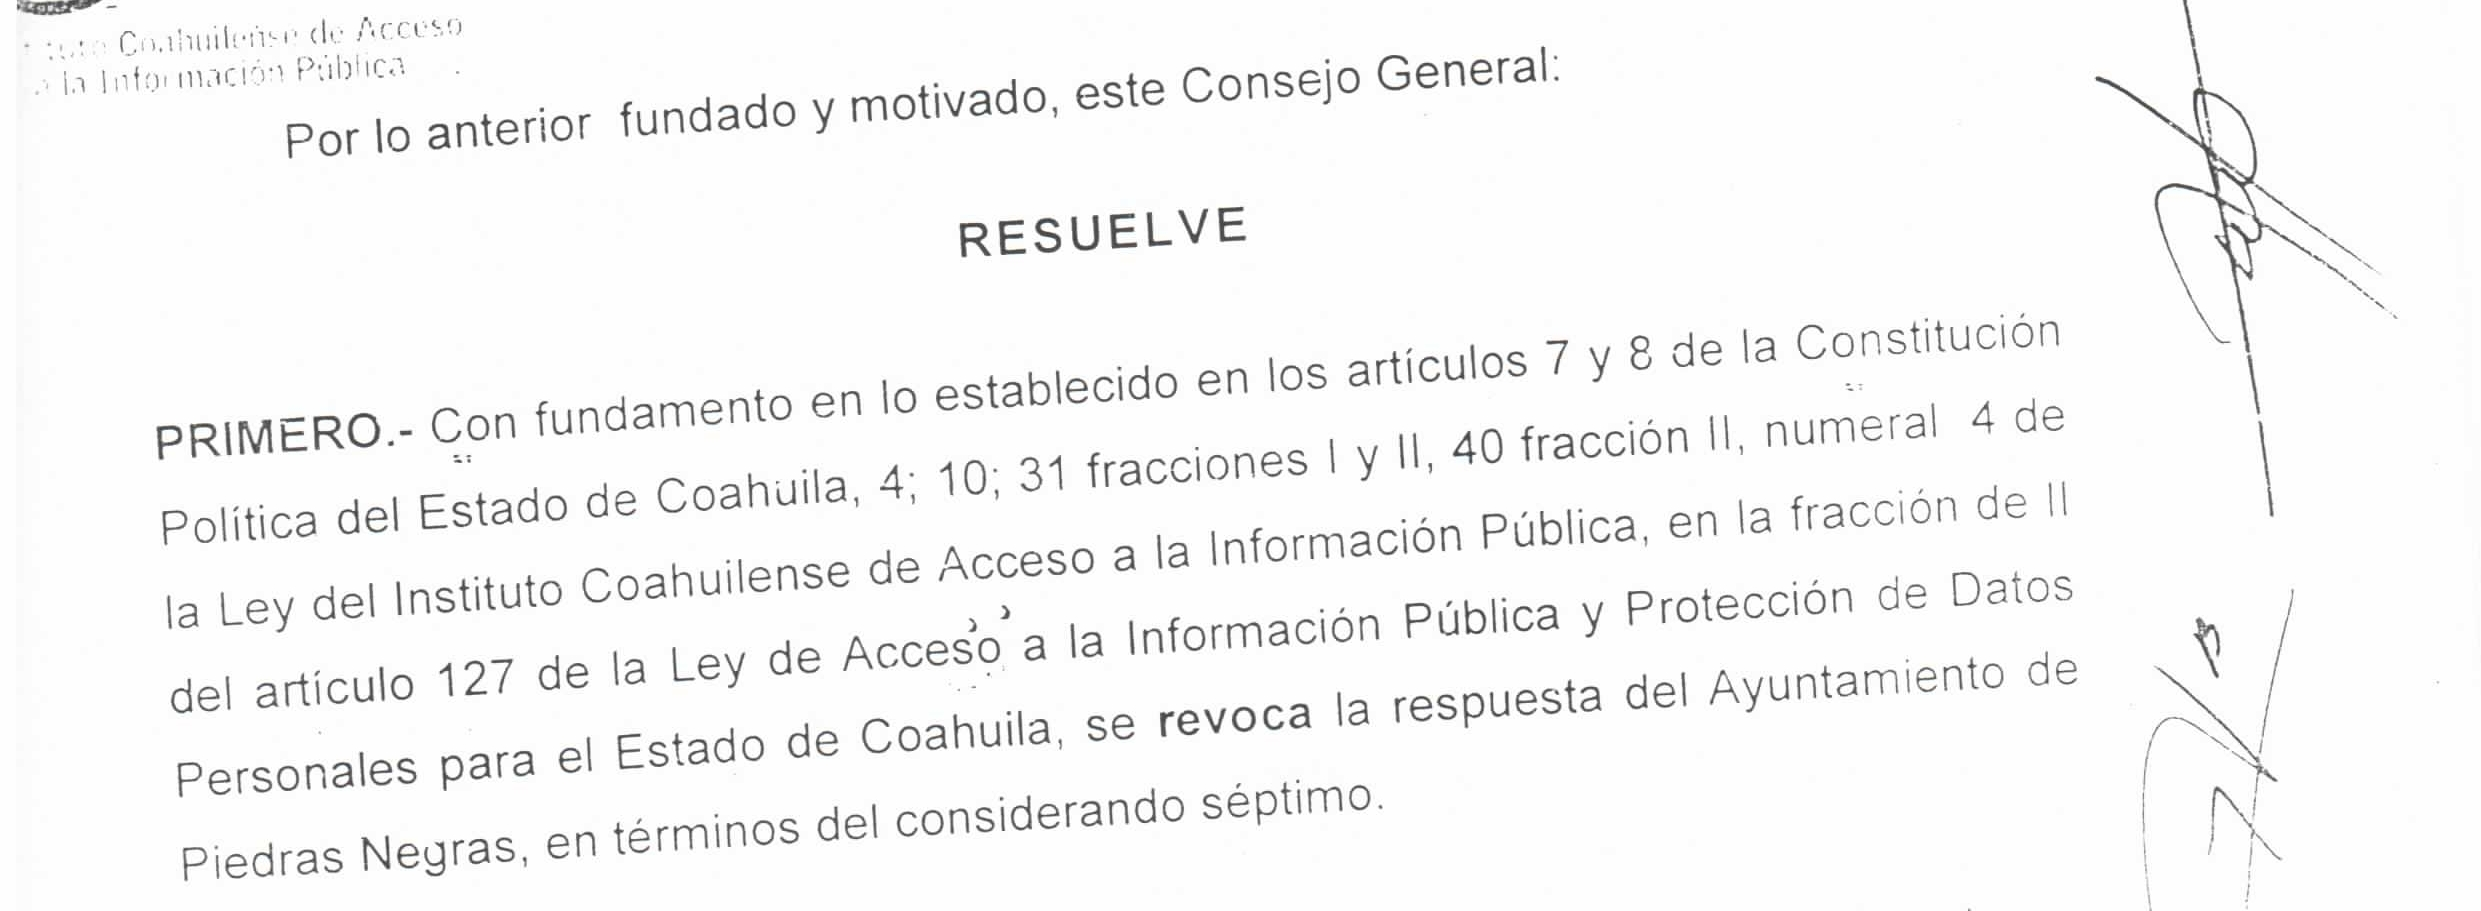 Coahuilense de Acceso
a la Información Pública
Por lo anterior fundado y motivado, este Consejo General:
RESUELVE
PRIMERO.- Con fundamento en lo establecido en los artículos 7 y 8 de la Constitución
Política del Estado de Coahuila, 4; 10; 31 fracciones I y II, 40 fracción II, numeral 4 de
la Ley del Instituto Coahuilense de Acceso a la Información Pública, en la fracción de II
del artículo 127 de la Ley de Acceso a la Información Pública y Protección de Datos
Personales para el Estado de Coahuila, se revoca la respuesta del Ayuntamiento de
Piedras Negras, en términos del considerando séptimo.